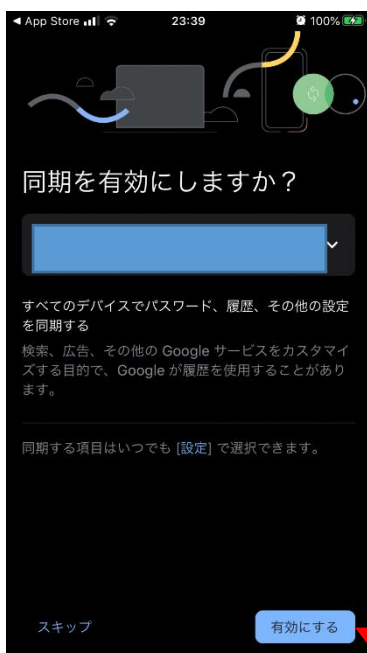 App Store 23:39 100%
同期を有効にしますか？
すべてのデバイスでパスワード、履歴、その他の設定
を同期する
検索、広告、その他の Google サービスをカスタマイ
ズする目的で、Google が履歴を使用することがあり
ます。
同期する項目はいつでも [設定] で選択できます。
スキップ
有効にする